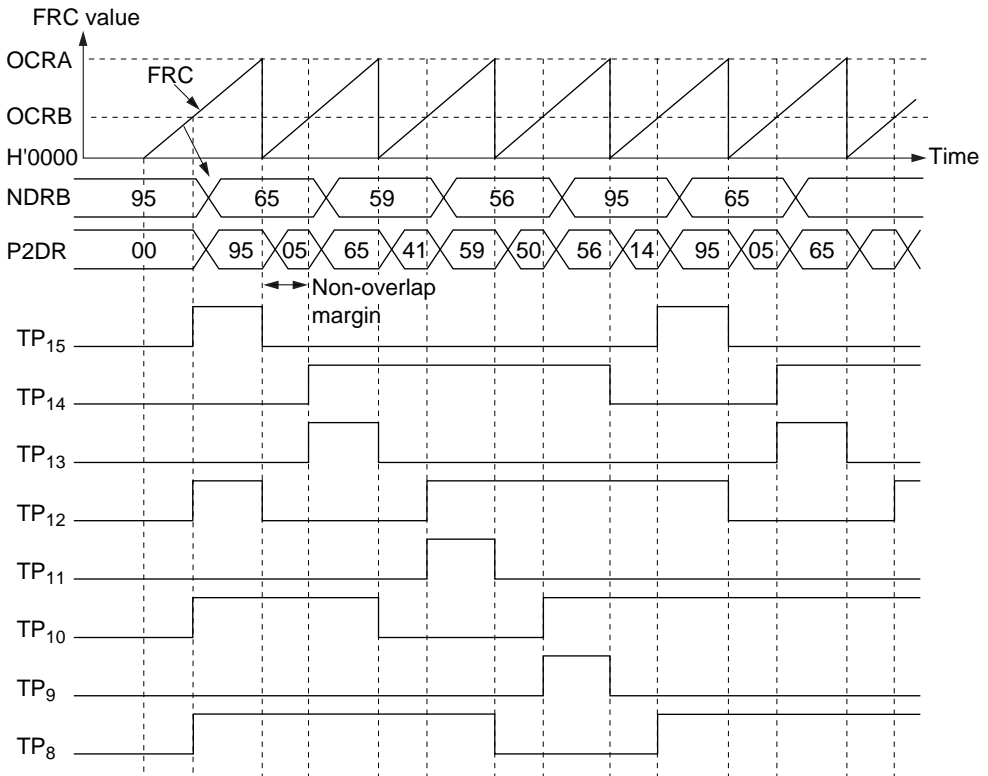 FRC value
OCRA
FRC
OCRB
H'0000
Time
NDRB 95 65 59 56 95 65
P2DR 00 95 05 65 41 59 50 56 14 95 05 65
Non-overlap
margin
TP15
TP14
TP13
TP12
TP11
TP10
TP9
TP8